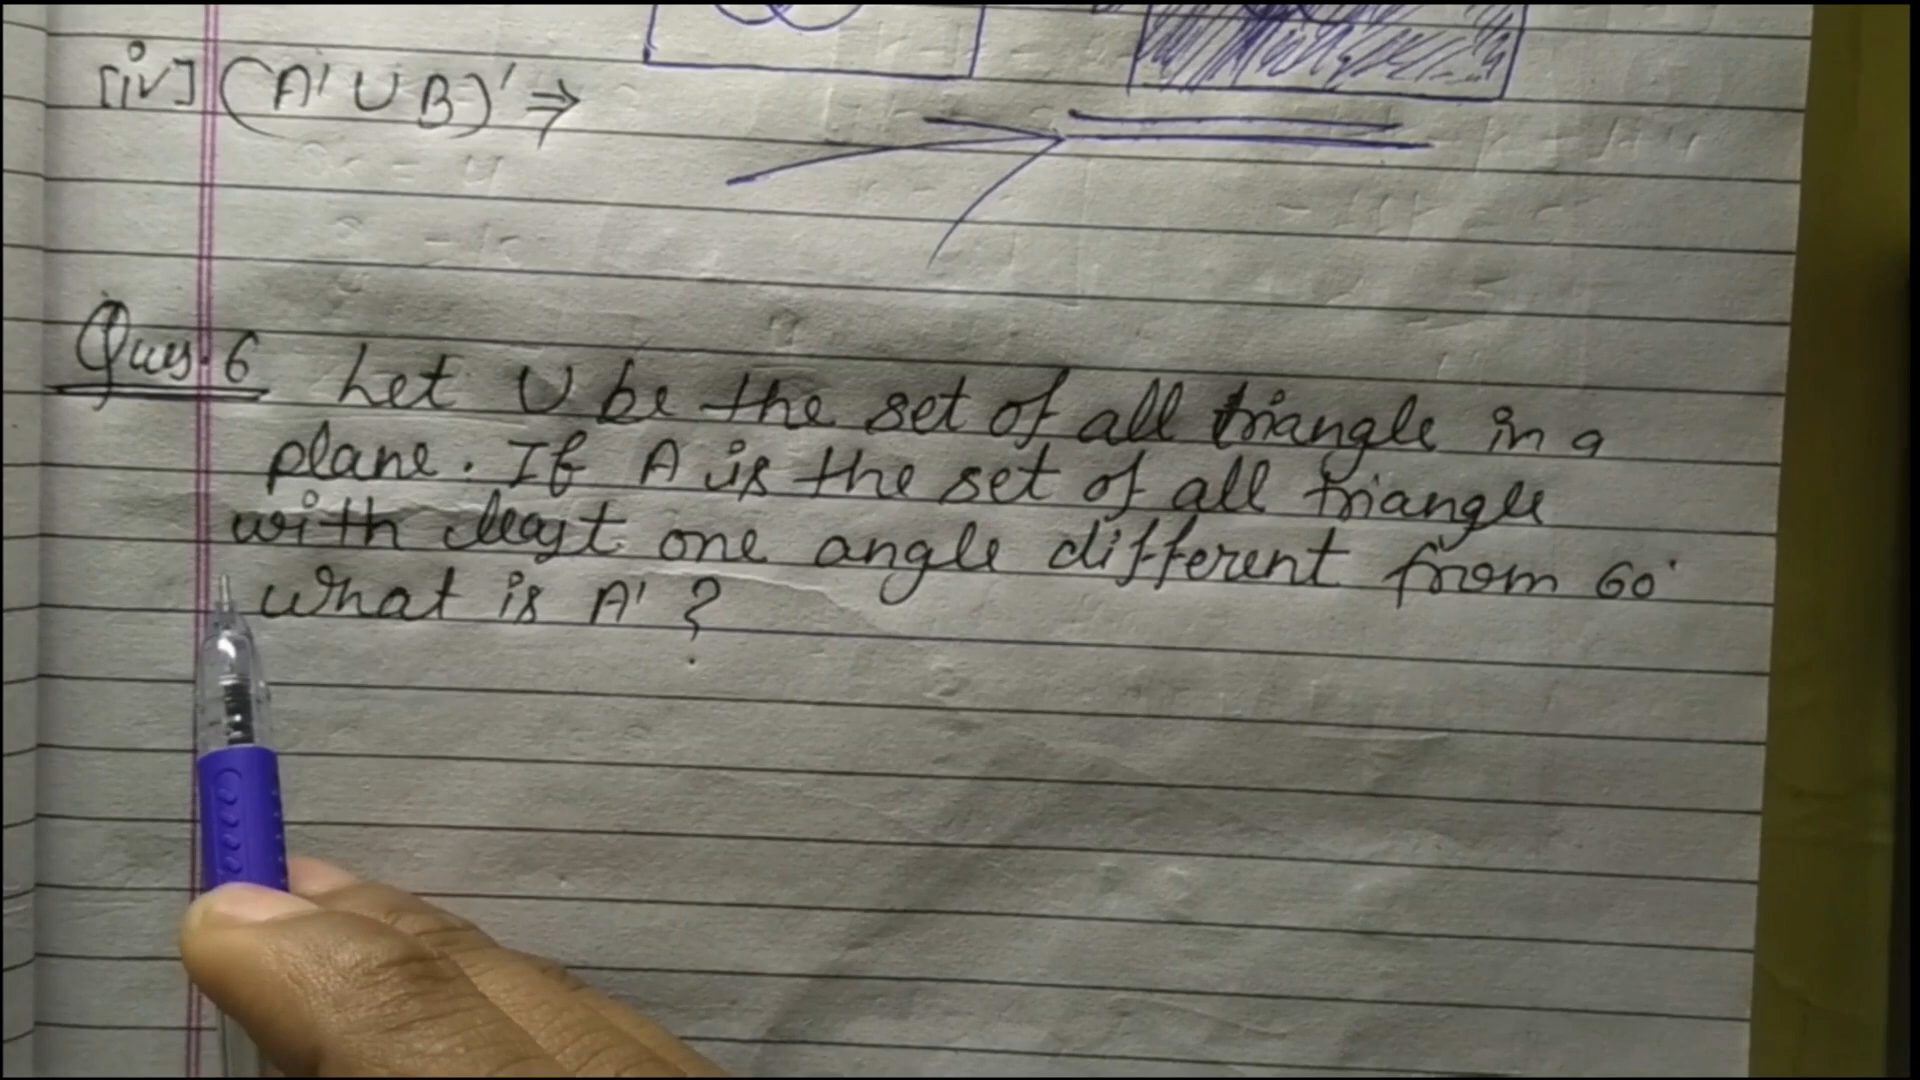 [iv] (A' ∪ B)' ⇒
Ques.6 Let U be the set of all triangle in a
plane. If A is the set of all triangle
with least one angle different from 60°
what is A' ?